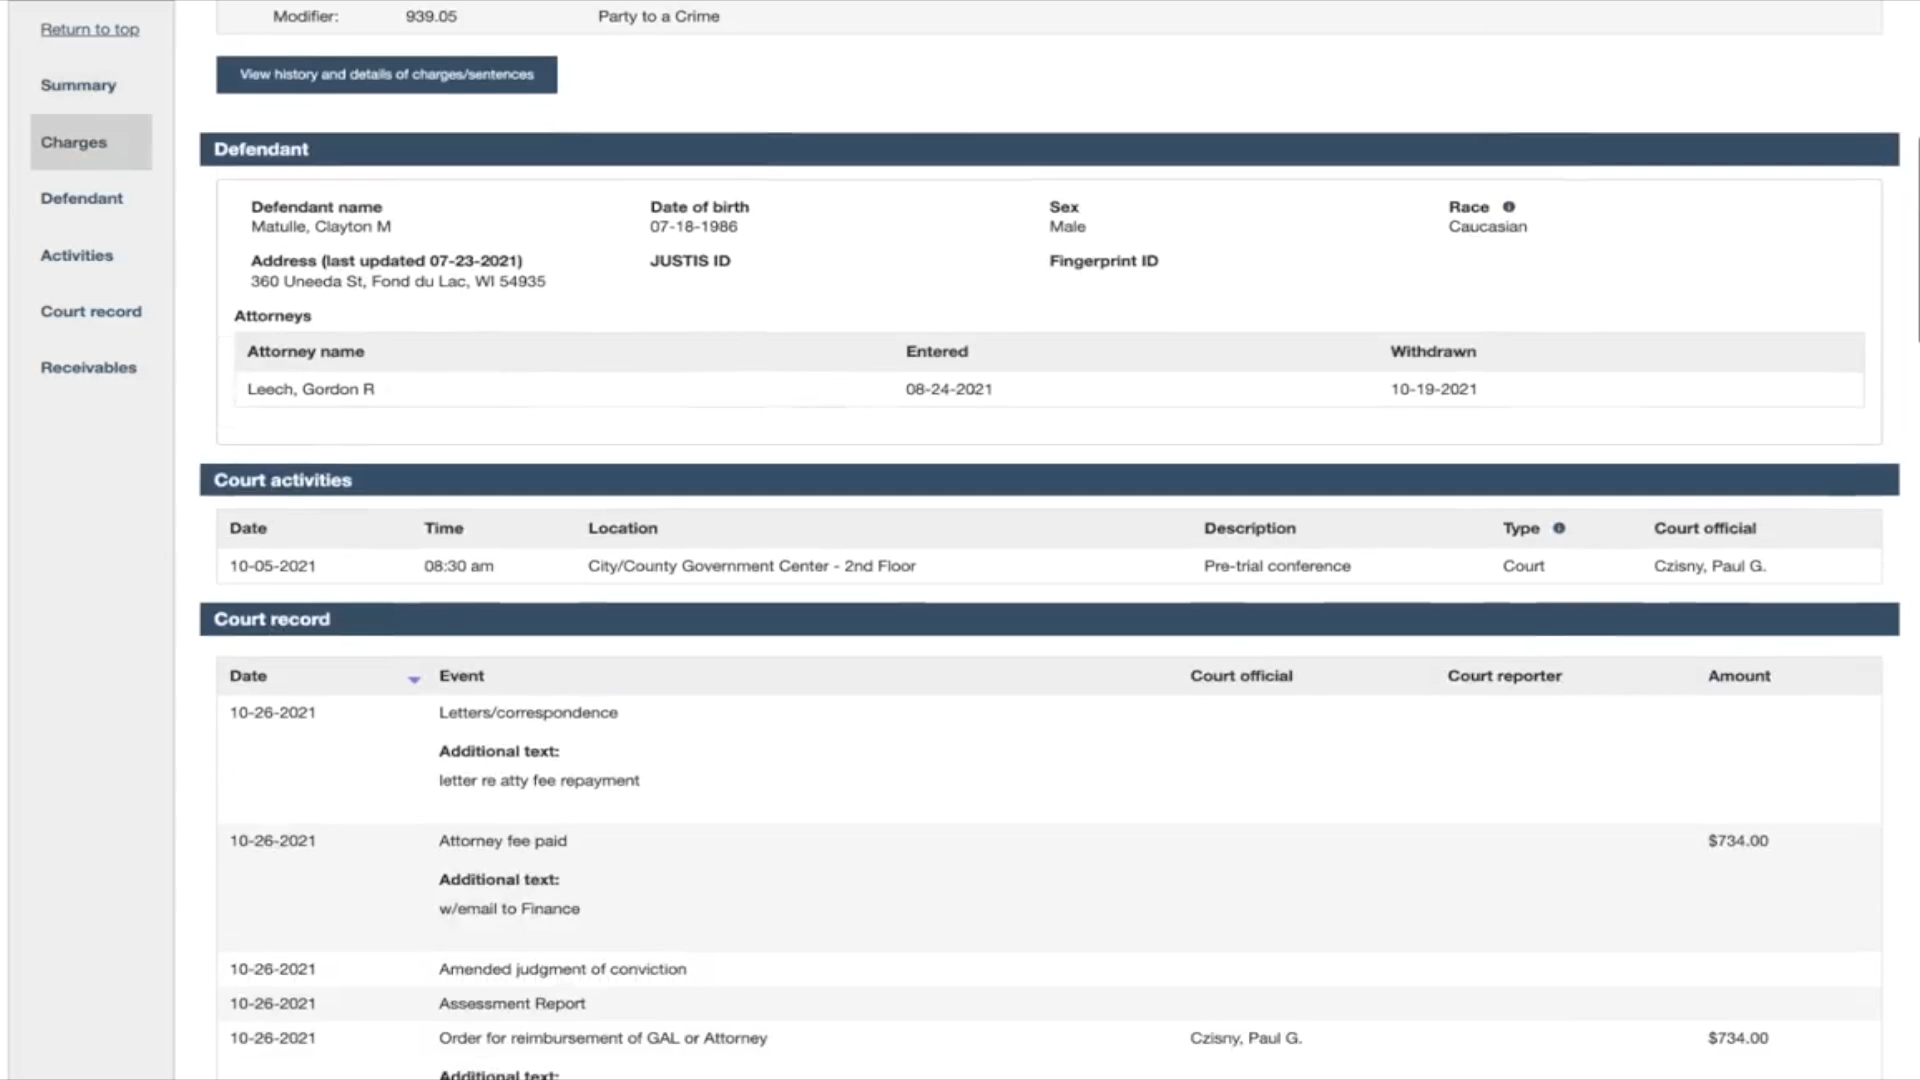 Return to top
Summary
Charges
Defendant
Activities
Court record
Receivables
Modifier: 939.05 Party to a Crime
View history and details of charges/sentences
Defendant
Defendant name Date of birth Sex Race
Matulle, Clayton M 07-18-1986 Male Caucasian
Address (last updated 07-23-2021) JUSTIS ID Fingerprint ID
360 Uneeda St, Fond du Lac, WI 54935
Attorneys
Attorney name Entered Withdrawn
Leech, Gordon R 08-24-2021 10-19-2021
Court activities
Date Time Location Description Type Court official
10-05-2021 08:30 am City/County Government Center - 2nd Floor Pre-trial conference Court Czisny, Paul G.
Court record
Date Event Court official Court reporter Amount
10-26-2021 Letters/correspondence
Additional text:
letter re atty fee repayment
10-26-2021 Attorney fee paid $734.00
Additional text:
w/email to Finance
10-26-2021 Amended judgment of conviction
10-26-2021 Assessment Report
10-26-2021 Order for reimbursement of GAL or Attorney Czisny, Paul G. $734.00
Additional text: